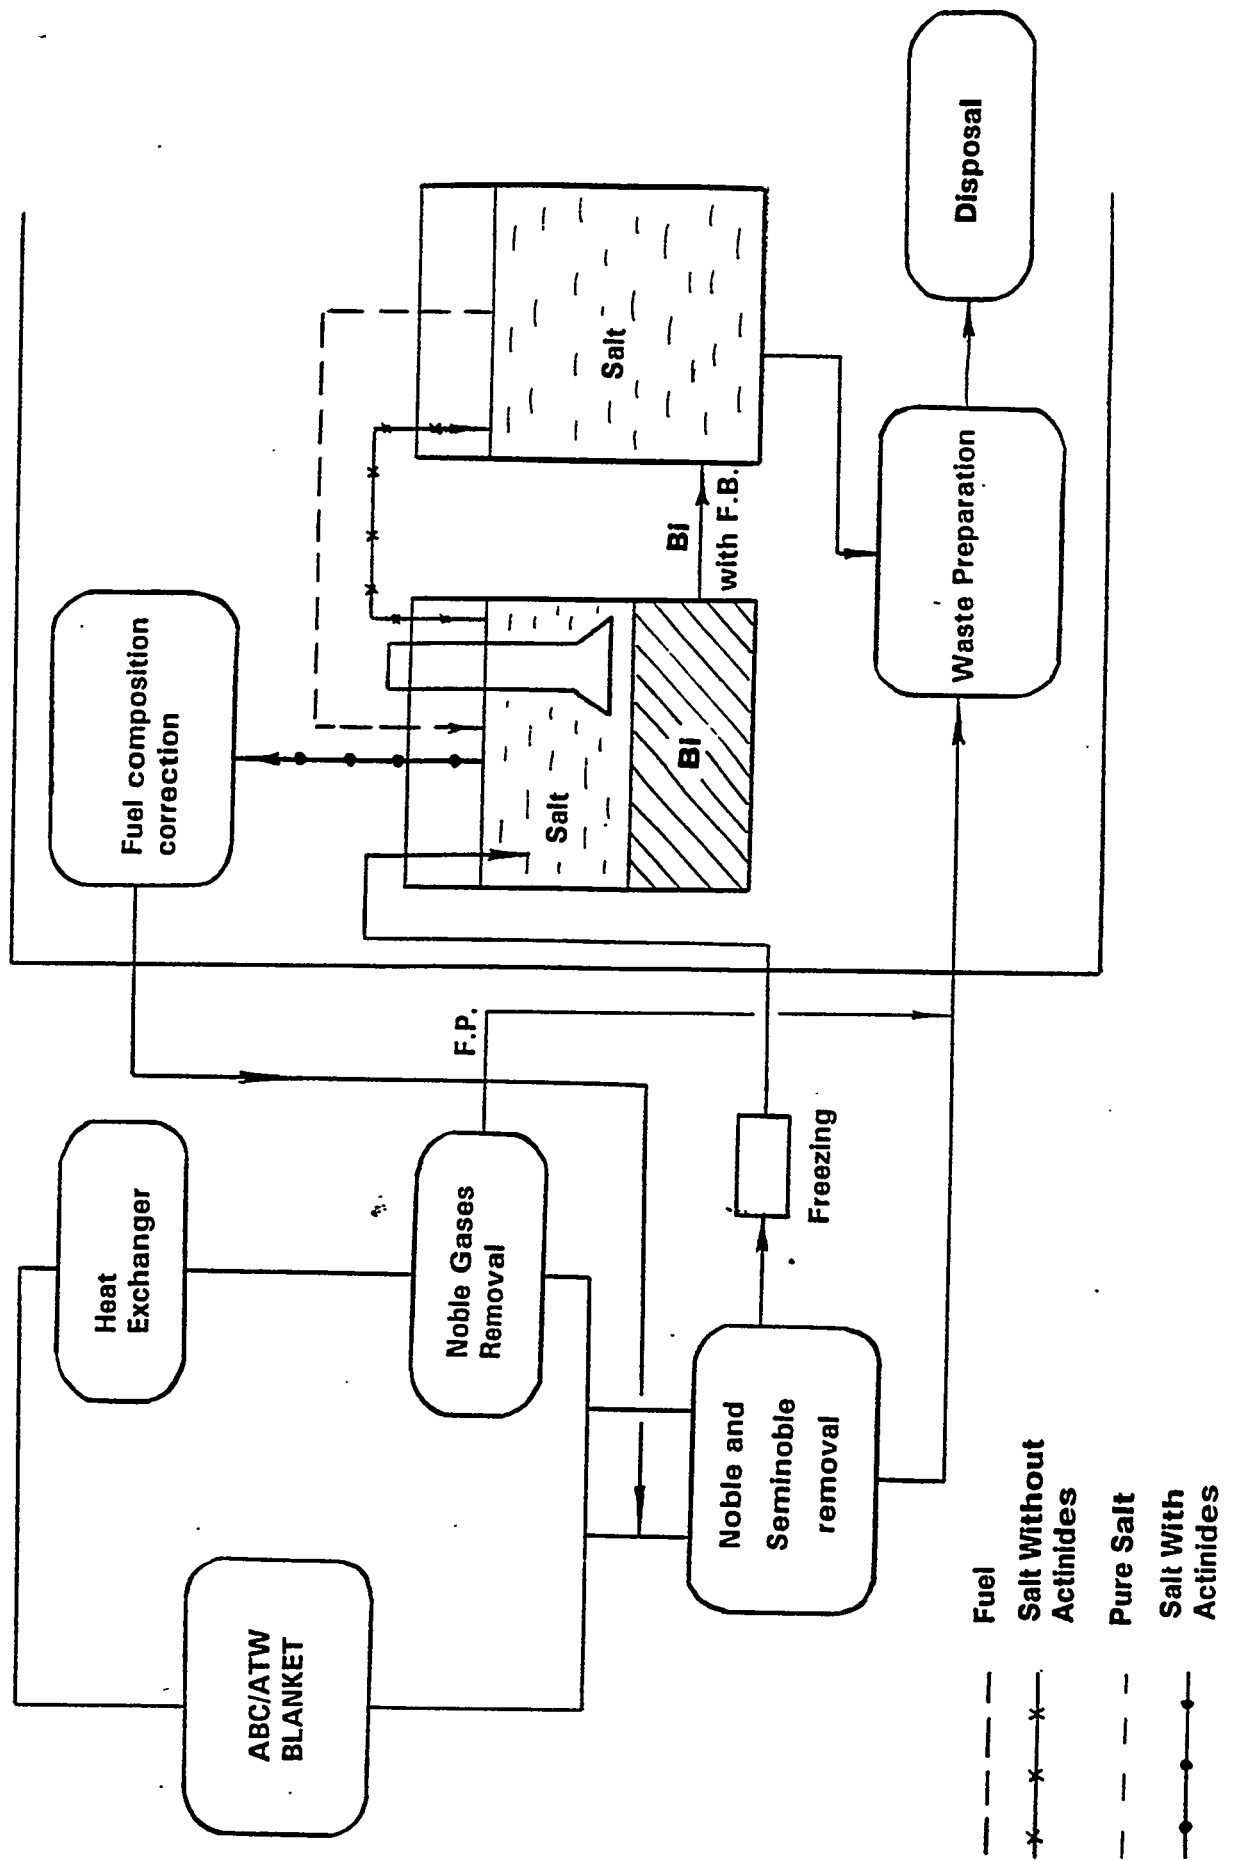 ABC/ATW
BLANKET
Heat
Exchanger
Noble Gases
Removal
F.P.
Noble and
Seminoble
removal
Freezing
Fuel composition
correction
Salt
Bi
Bi
with F.B.
Salt
Waste Preparation
Disposal
Fuel
Salt Without
Actinides
Pure Salt
Salt With
Actinides